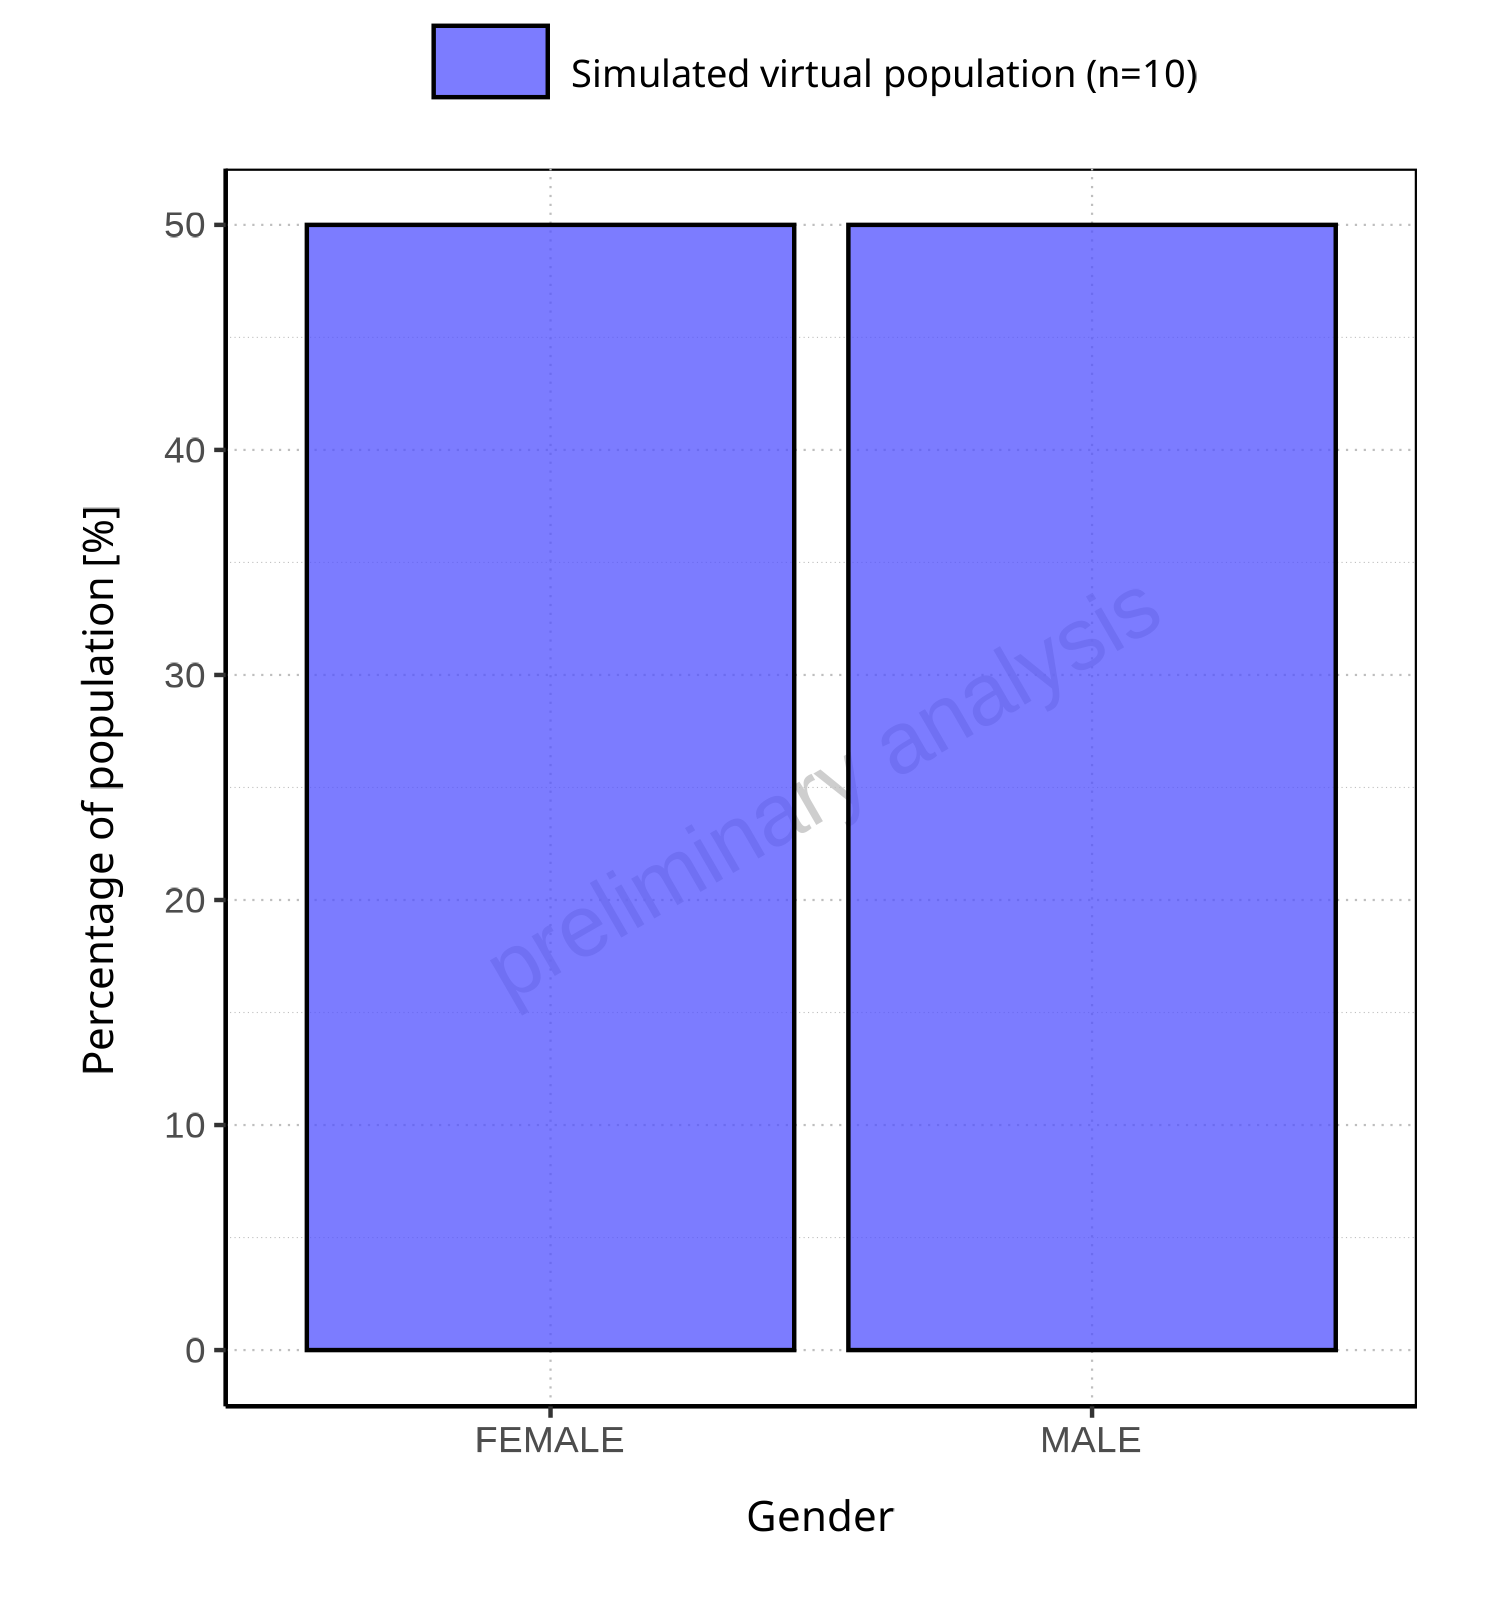 Simulated virtual population (n=10)
Percentage of population [%]
50
40
30
20
10
0
preliminary analysis
FEMALE
MALE
Gender